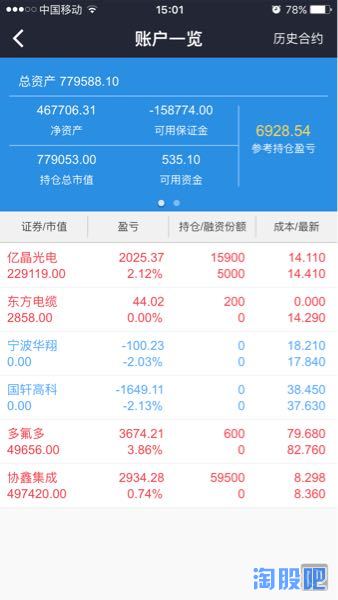 中国移动 15:01 78%
账户一览 历史合约
总资产 779588.10
467706.31 -158774.00
净资产 可用保证金
6928.54
参考持仓盈亏
779053.00 535.10
持仓总市值 可用资金
证券/市值 盈亏 持仓/融资份额 成本/最新
亿晶光电 2025.37 15900 14.110
229119.00 2.12% 5000 14.410
东方电缆 44.02 200 0.000
2858.00 0.00% 0 14.290
宁波华翔 -100.23 0 18.210
0.00 -2.03% 0 17.840
国轩高科 -1649.11 0 38.450
0.00 -2.13% 0 37.630
多氟多 3674.21 600 79.680
49656.00 3.86% 0 82.760
协鑫集成 2934.28 59500 8.298
497420.00 0.74% 0 8.360
淘股吧